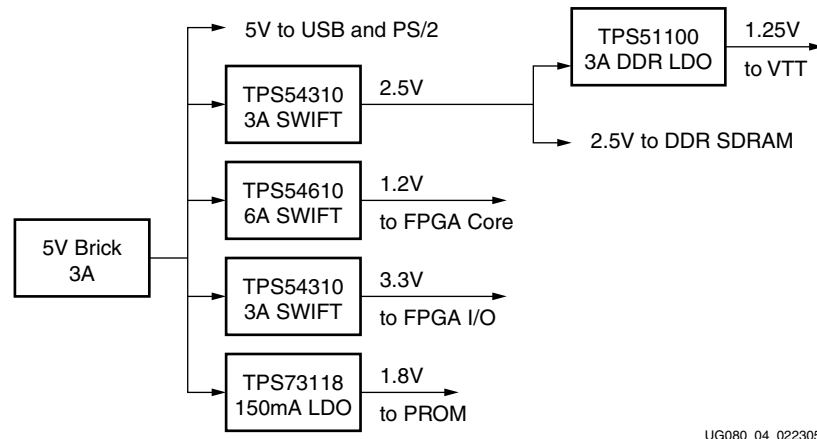 5V to USB and PS/2
TPS54310
3A SWIFT
2.5V
TPS51100
3A DDR LDO
1.25V
to VTT
2.5V to DDR SDRAM
TPS54610
6A SWIFT
1.2V
to FPGA Core
5V Brick
3A
TPS54310
3A SWIFT
3.3V
to FPGA I/O
TPS73118
150mA LDO
1.8V
to PROM
UG080_04_022305